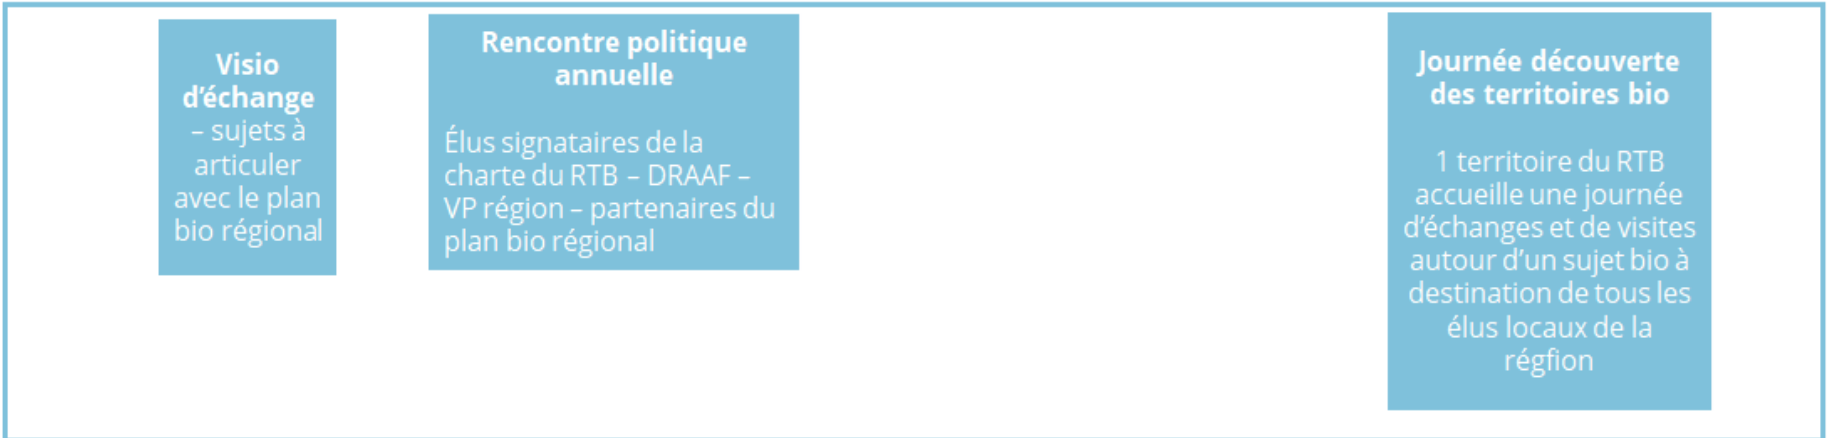 Visio
d’échange
– sujets à
articuler
avec le plan
bio régional
Rencontre politique
annuelle
Élus signataires de la
charte du RTB – DRAAF –
VP région – partenaires du
plan bio régional
Journée découverte
des territoires bio
1 territoire du RTB
accueille une journée
d’échanges et de visites
autour d’un sujet bio à
destination de tous les
élus locaux de la
régfion